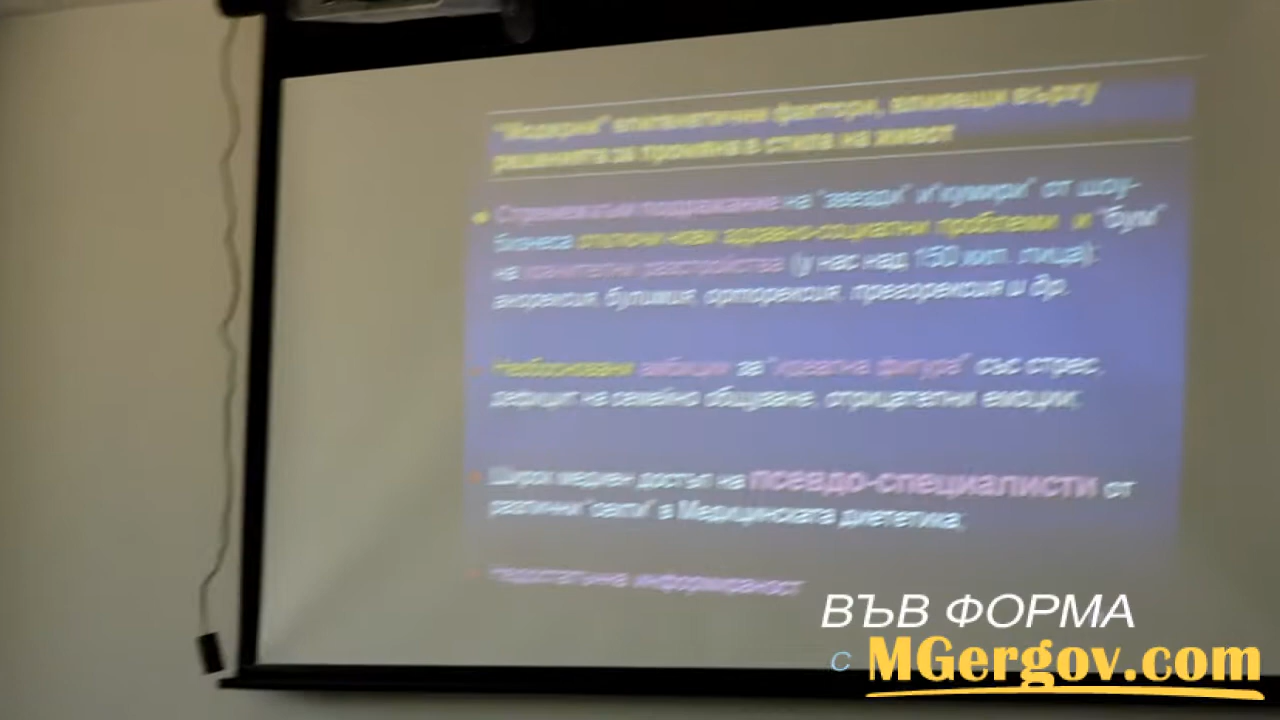 "Модерни" епигенетични фактори, влияещи върху
решенията за промяна в стила на живот
Стремеж към подражание на "звезди" и "кумири" от шоу-
бизнеса отключи нови здравно-социални проблеми и "бум"
на хранителни разстройства (у нас над 150 хил. лица):
анорексия, булимия, орторексия, прегорексия и др.
Необосновани амбиции за "идеална фигура" със стрес,
дефицит на семейно общуване, отрицателни емоции;
Широк медиен достъп на псевдо-специалисти от
различни "секти" в Медицинската диететика;
недостатъчна информираност
ВЪВ ФОРМА
с MGergov.com